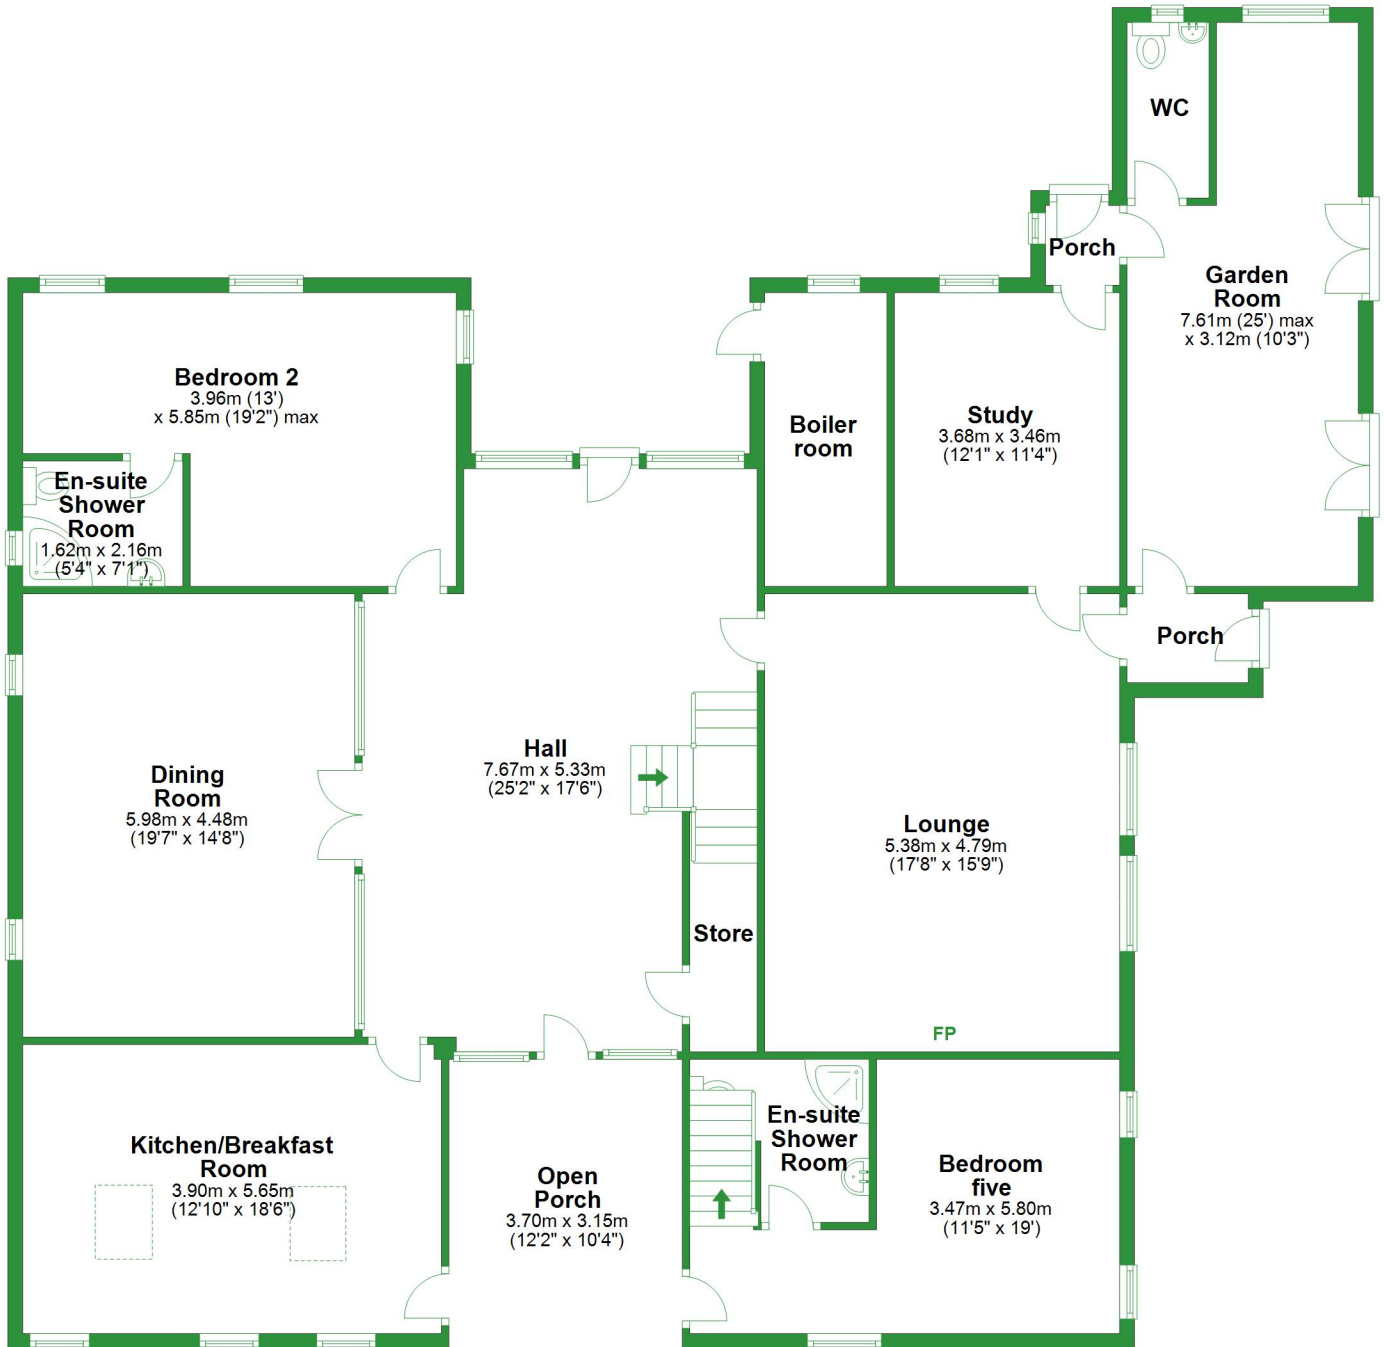 WC
Porch
Garden
Room
7.61m (25') max
x 3.12m (10'3")
Bedroom 2
3.96m (13')
x 5.85m (19'2") max
Boiler
room
Study
3.68m x 3.46m
(12'1" x 11'4")
En-suite
Shower
Room
1.62m x 2.16m
(5'4" x 7'1")
Porch
Dining
Room
5.98m x 4.48m
(19'7" x 14'8")
Hall
7.67m x 5.33m
(25'2" x 17'6")
Lounge
5.38m x 4.79m
(17'8" x 15'9")
Store
FP
Kitchen/Breakfast
Room
3.90m x 5.65m
(12'10" x 18'6")
Open
Porch
3.70m x 3.15m
(12'2" x 10'4")
En-suite
Shower
Room
Bedroom
five
3.47m x 5.80m
(11'5" x 19')